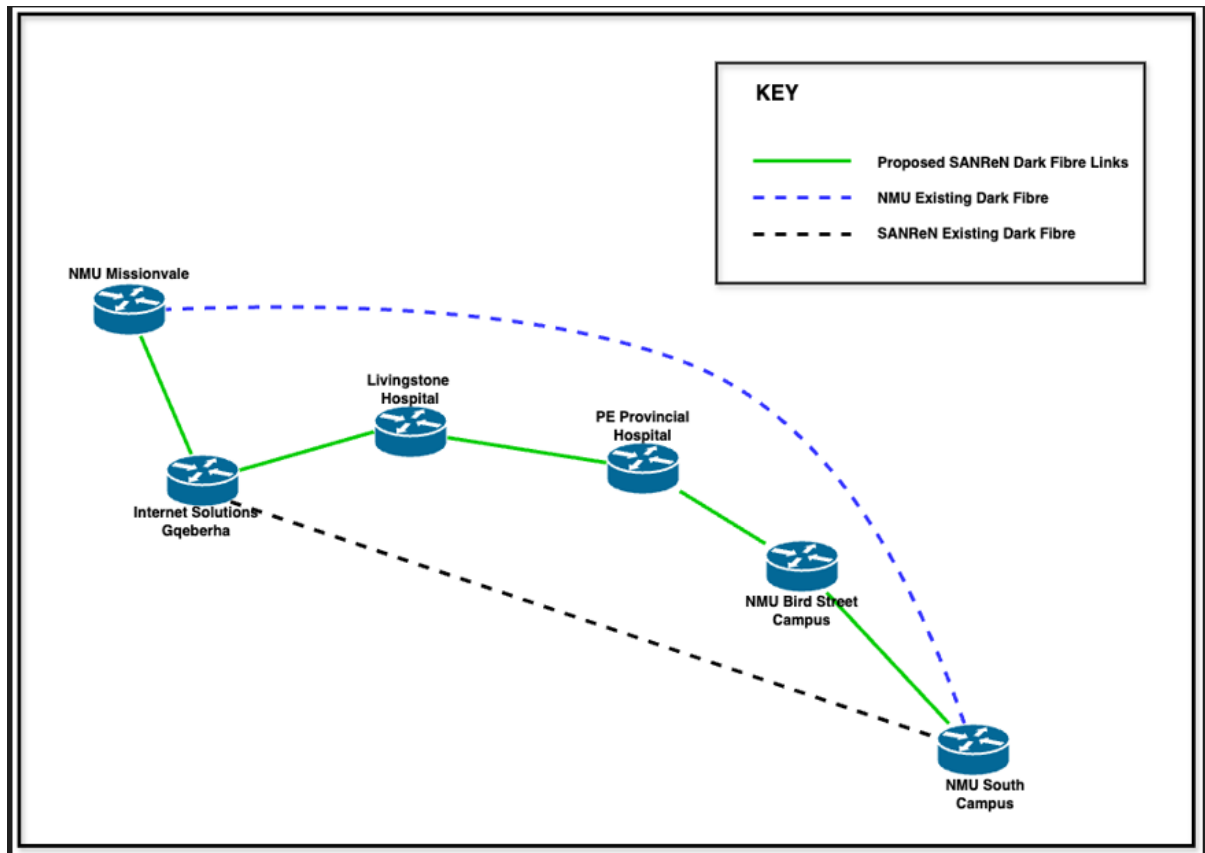 KEY
Proposed SANReN Dark Fibre Links
NMU Existing Dark Fibre
SANReN Existing Dark Fibre
NMU Missionvale
Livingstone
Hospital
PE Provincial
Hospital
Internet Solutions
Gqeberha
NMU Bird Street
Campus
NMU South
Campus